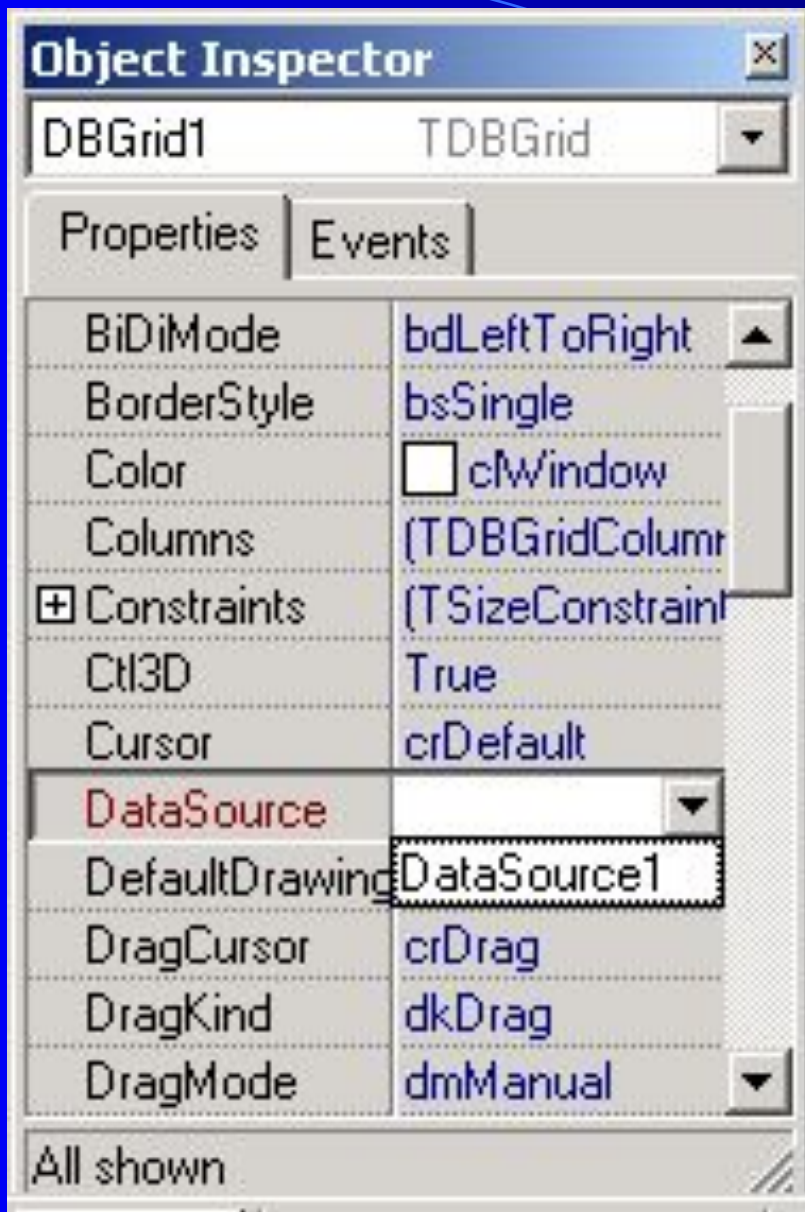 Object Inspector
DBGrid1 TDBGrid
Properties Events
BiDiMode bdLeftToRight
BorderStyle bsSingle
Color clWindow
Columns (TDBGridColumn
Constraints (TSizeConstraint
Ctl3D True
Cursor crDefault
DataSource
DefaultDrawing DataSource1
DragCursor crDrag
DragKind dkDrag
DragMode dmManual
All shown